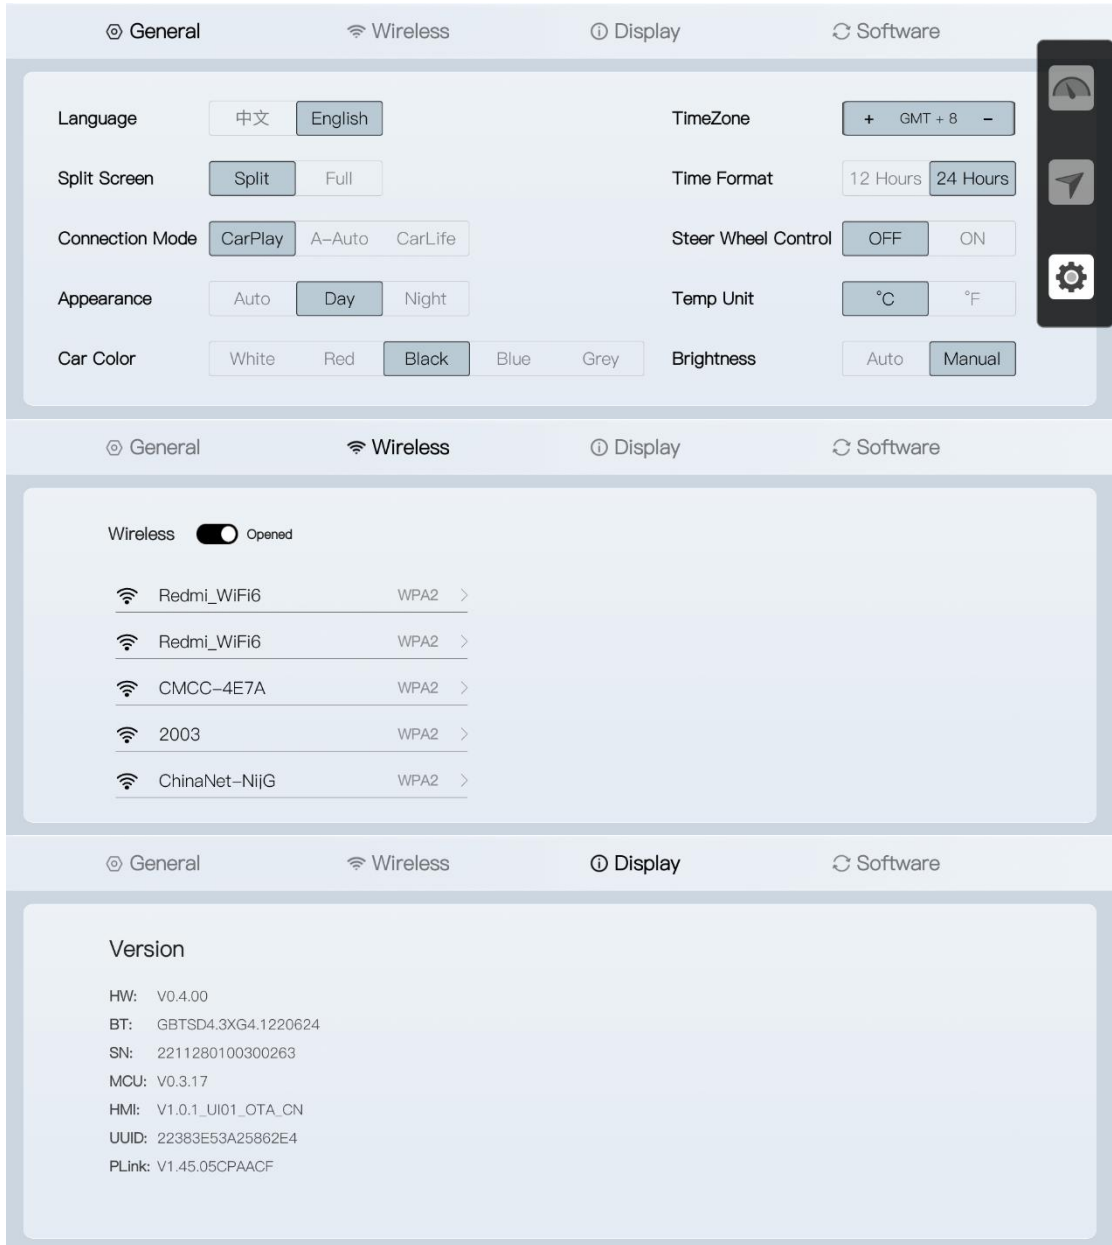 General Wireless Display Software
Language 中文 English TimeZone + GMT + 8 −
Split Screen Split Full Time Format 12 Hours 24 Hours
Connection Mode CarPlay A-Auto CarLife Steer Wheel Control OFF ON
Appearance Auto Day Night Temp Unit °C °F
Car Color White Red Black Blue Grey Brightness Auto Manual
General Wireless Display Software
Wireless Opened
Redmi_WiFi6 WPA2
Redmi_WiFi6 WPA2
CMCC-4E7A WPA2
2003 WPA2
ChinaNet-NijG WPA2
General Wireless Display Software
Version
HW: V0.4.00
BT: GBTSD4.3XG4.1220624
SN: 2211280100300263
MCU: V0.3.17
HMI: V1.0.1_UI01_OTA_CN
UUID: 22383E53A25862E4
PLink: V1.45.05CPAACF